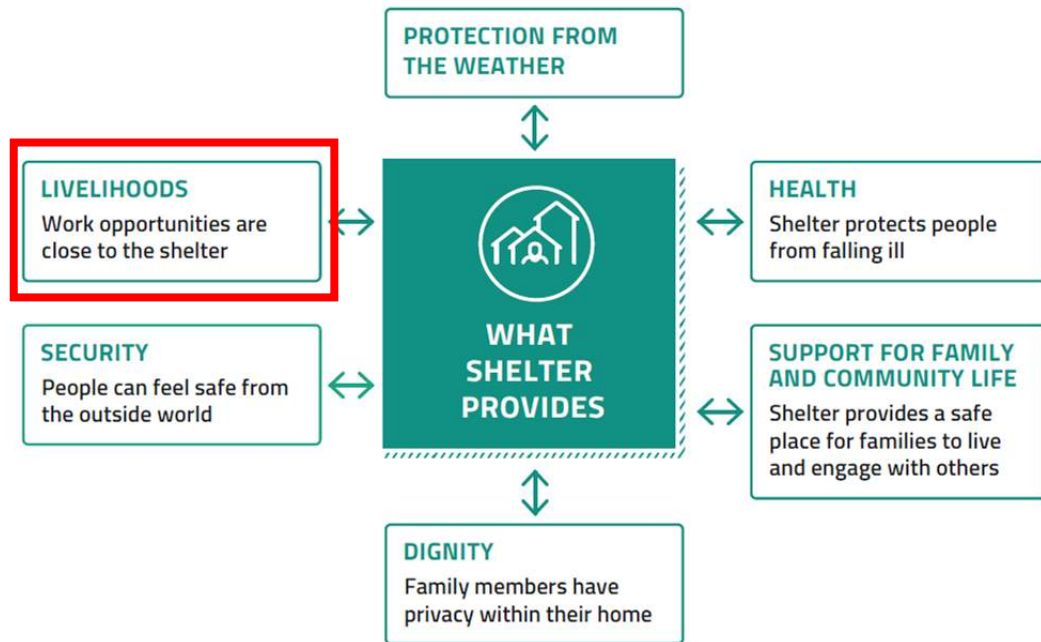 PROTECTION FROM
THE WEATHER
LIVELIHOODS
Work opportunities are
close to the shelter
HEALTH
Shelter protects people
from falling ill
WHAT
SHELTER
PROVIDES
SECURITY
People can feel safe from
the outside world
SUPPORT FOR FAMILY
AND COMMUNITY LIFE
Shelter provides a safe
place for families to live
and engage with others
DIGNITY
Family members have
privacy within their home